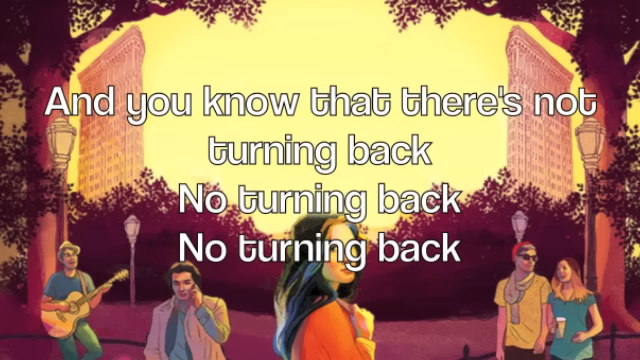 And you know that there's not
turning back
No turning back
No turning back